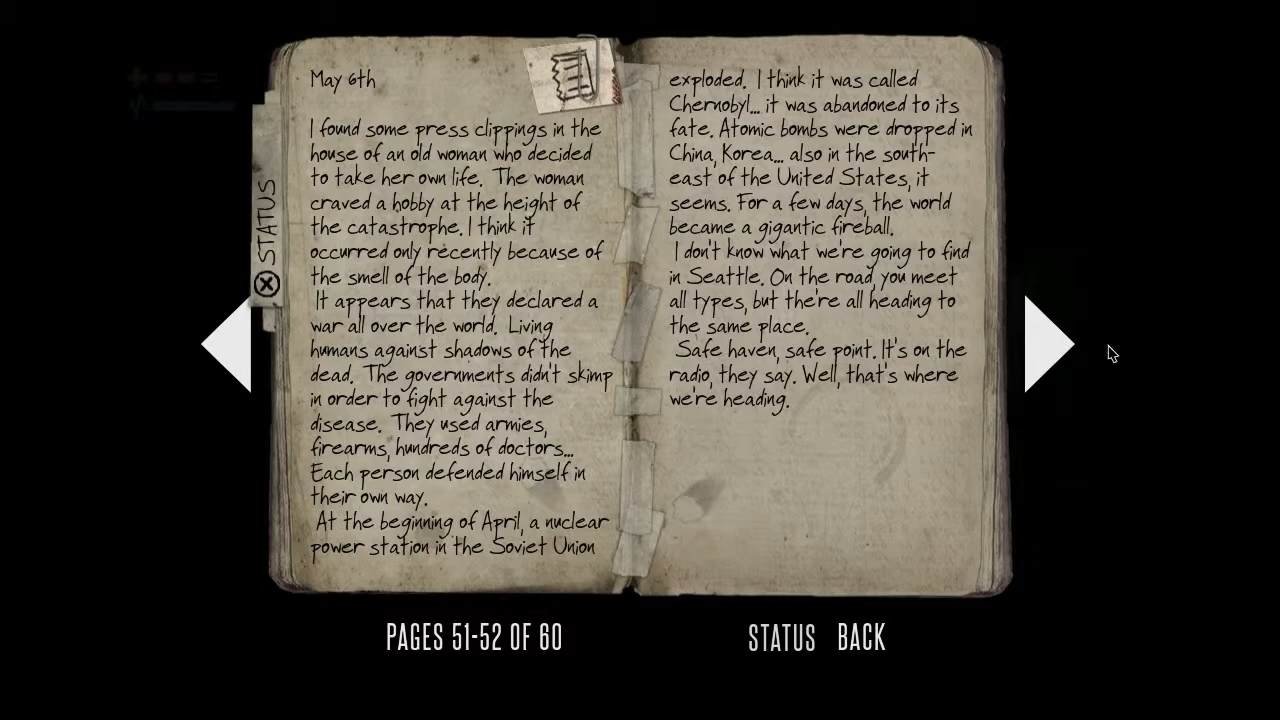 STATUS
May 6th
I found some press clippings in the
house of an old woman who decided
to take her own life. The woman
craved a hobby at the height of
the catastrophe. I think it
occurred only recently because of
the smell of the body.
It appears that they declared a
war all over the world. Living
humans against shadows of the
dead. The governments didn't skimp
in order to fight against the
disease. They used armies,
firearms, hundreds of doctors...
Each person defended himself in
their own way.
At the beginning of April, a nuclear
power station in the Soviet Union
exploded. I think it was called
Chernobyl... it was abandoned to its
fate. Atomic bombs were dropped in
China, Korea... also in the south-
east of the United States, it
seems. For a few days, the world
became a gigantic fireball.
I don't know what we're going to find
in Seattle. On the road, you meet
all types, but the're all heading to
the same place.
Safe haven, safe point. It's on the
radio, they say. Well, that's where
we're heading.
PAGES 51-52 OF 60
STATUS BACK